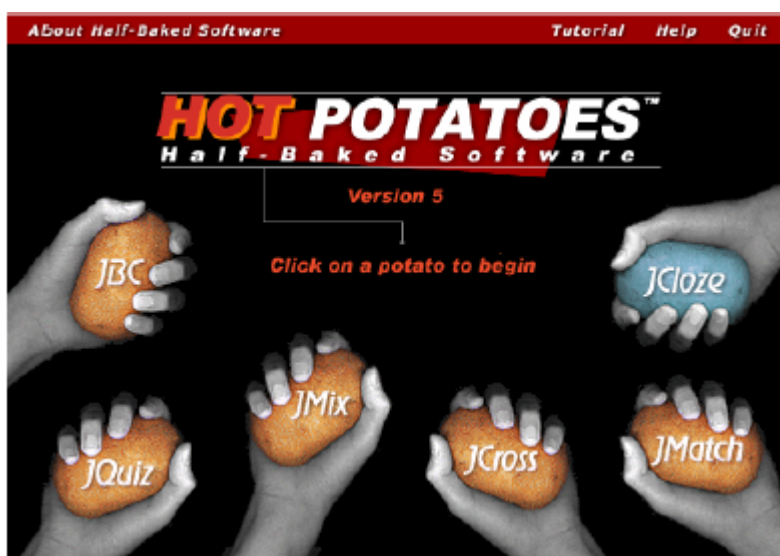 About Half-Baked Software Tutorial Help Quit
HOT POTATOES™
Half-Baked Software
Version 5
Click on a potato to begin
JBC
JCloze
JMix
JQuiz
JCross
JMatch